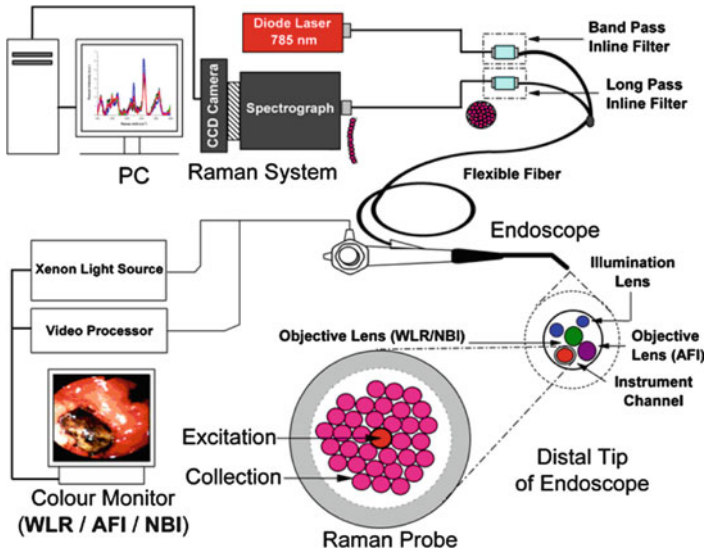 Diode Laser
785 nm
Band Pass
Inline Filter
CCD Camera
Spectrograph
Long Pass
Inline Filter
PC
Raman System
Flexible Fiber
Endoscope
Xenon Light Source
Illumination
Lens
Video Processor
Objective Lens (WLR/NBI)
Objective
Lens (AFI)
Instrument
Channel
Excitation
Collection
Distal Tip
of Endoscope
Colour Monitor
(WLR / AFI / NBI)
Raman Probe